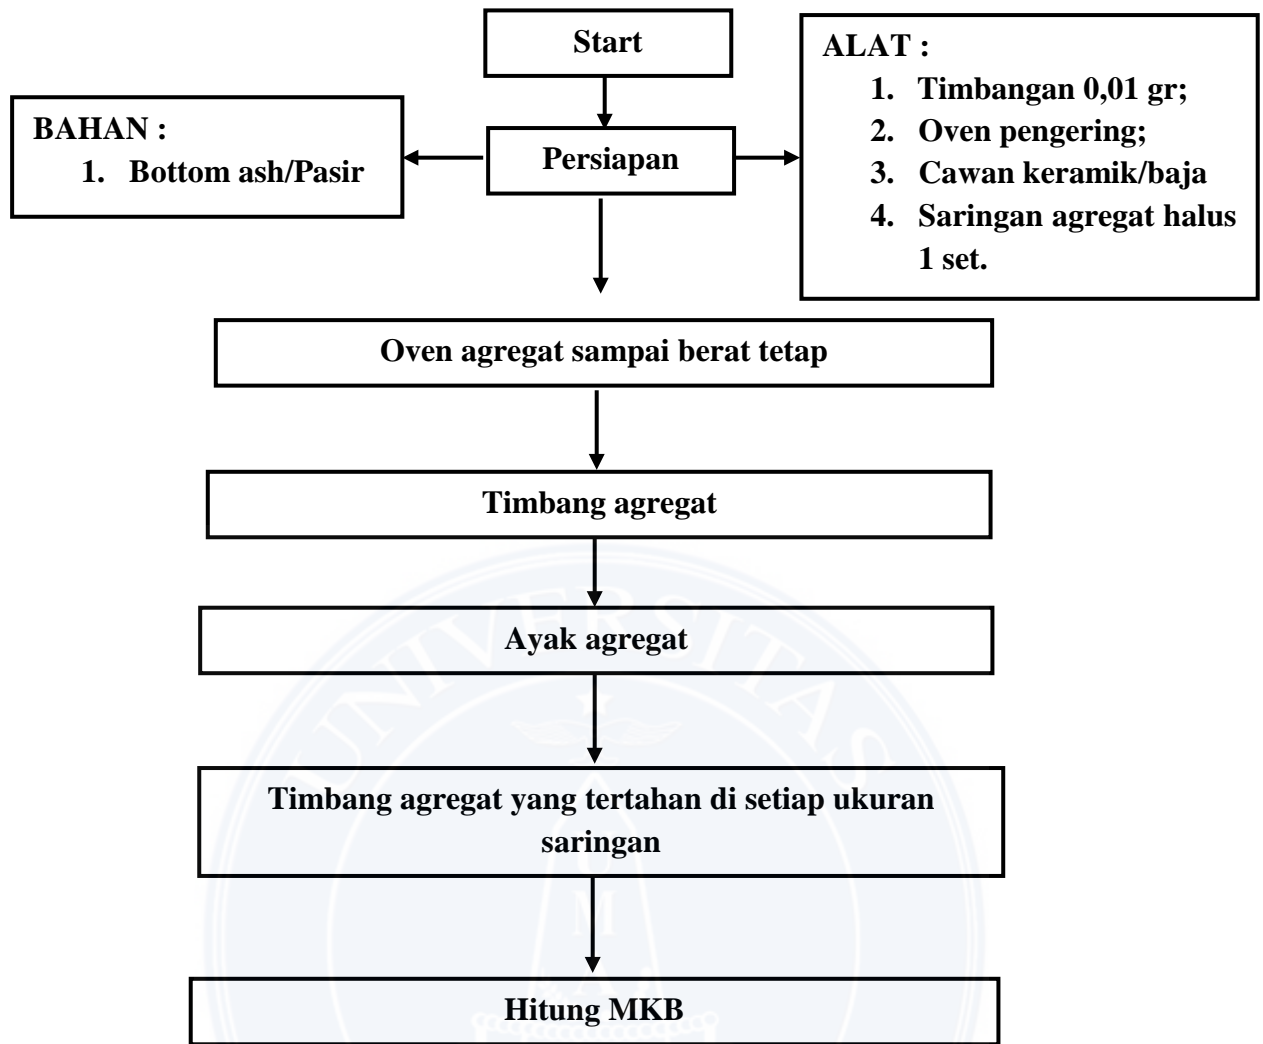 Start
ALAT :
1. Timbangan 0,01 gr;
2. Oven pengering;
3. Cawan keramik/baja
4. Saringan agregat halus
1 set.
BAHAN :
1. Bottom ash/Pasir
Persiapan
Oven agregat sampai berat tetap
Timbang agregat
Ayak agregat
Timbang agregat yang tertahan di setiap ukuran
saringan
Hitung MKB
UNIVERSITAS